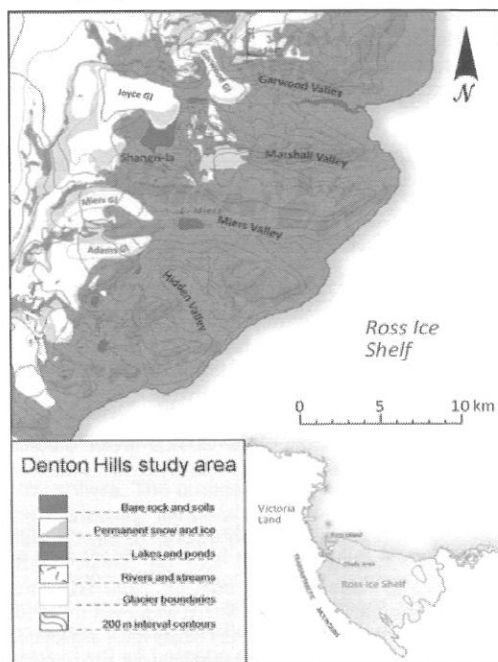 Joyce Gl
Garwood Valley
Shangri-la
Marshall Valley
Miers Gl
L. Miers
Miers Valley
Adams Gl
Hidden Valley
N
Ross Ice
Shelf
0 5 10 km
Denton Hills study area
Bare rock and soils
Permanent snow and ice
Lakes and ponds
Rivers and streams
Glacier boundaries
200 m interval contours
Victoria
Land
Study area
Ross Ice Shelf